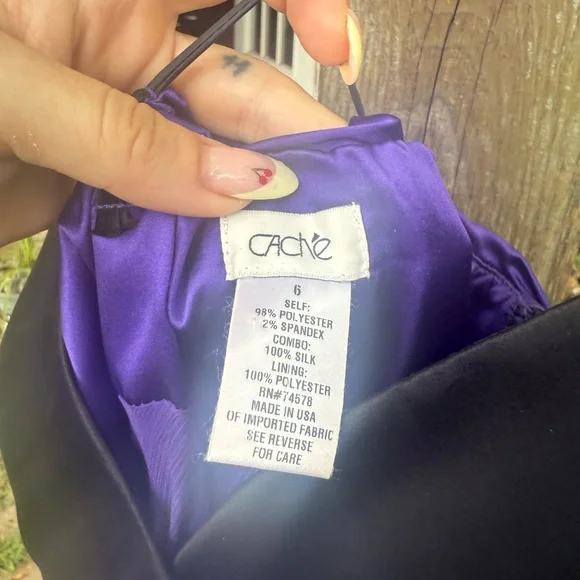 CACHÉ
6
SELF:
98% POLYESTER
2% SPANDEX
COMBO:
100% SILK
LINING:
100% POLYESTER
RN#74578
MADE IN USA
OF IMPORTED FABRIC
SEE REVERSE
FOR CARE